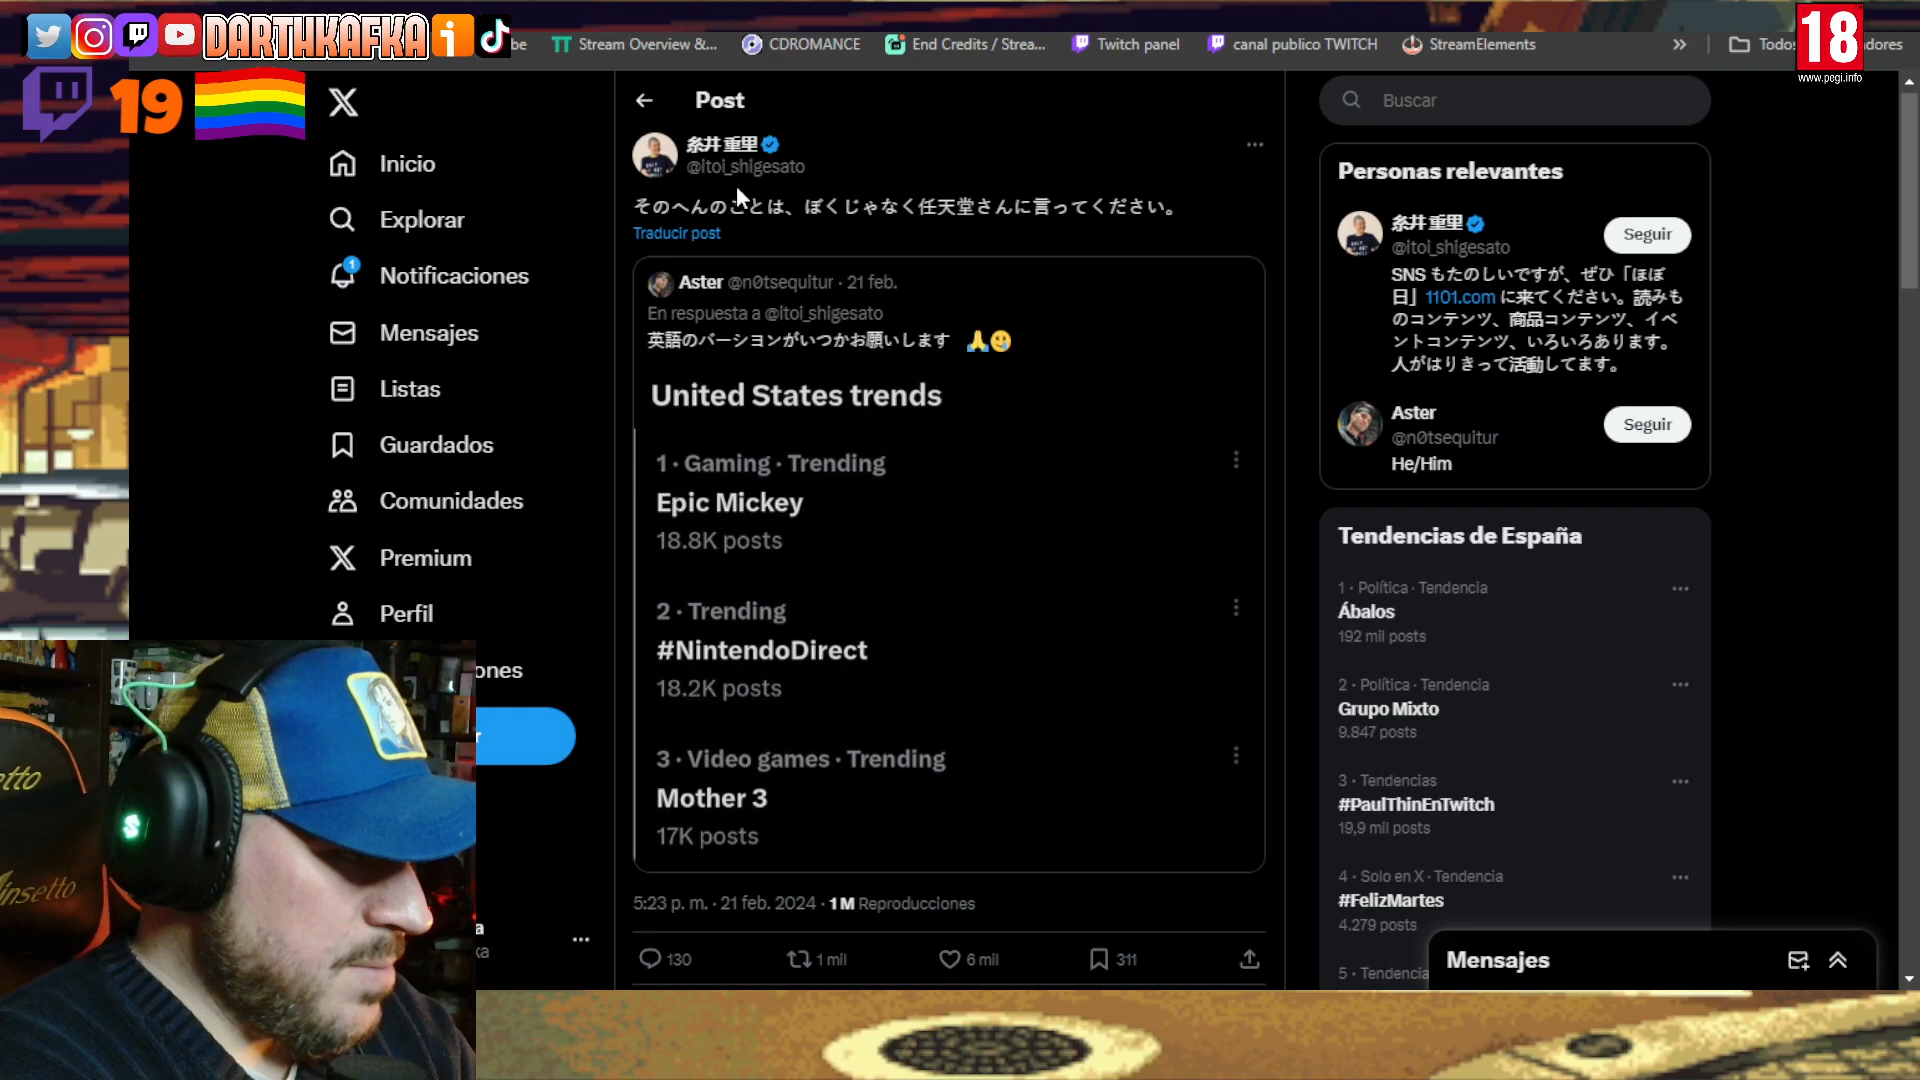 DARTHKAFKA
be
Stream Overview &...
CDROMANCE
End Credits / Strea...
Twitch panel
canal publico TWITCH
StreamElements
»
Todos
adores
18
www.pegi.info
19
Inicio
Explorar
1
Notificaciones
Mensajes
Listas
Guardados
Comunidades
Premium
Perfil
ones
r
a
ka
Post
糸井 重里
@itoi_shigesato
そのへんのことは、ぼくじゃなく任天堂さんに言ってください。
Traducir post
Aster @n0tsequitur · 21 feb.
En respuesta a @itoi_shigesato
英語のバーションがいつかお願いします 🙏🥲
United States trends
1 · Gaming · Trending
Epic Mickey
18.8K posts
2 · Trending
#NintendoDirect
18.2K posts
3 · Video games · Trending
Mother 3
17K posts
5:23 p. m. · 21 feb. 2024 · 1 M Reproducciones
130
1 mil
6 mil
311
Buscar
Personas relevantes
糸井 重里
@itoi_shigesato
Seguir
SNS もたのしいですが、ぜひ「ほぼ
日」1101.com に来てください。読みも
のコンテンツ、商品コンテンツ、イベ
ントコンテンツ、いろいろあります。
人がはりきって活動してます。
Aster
@n0tsequitur
Seguir
He/Him
Tendencias de España
1 · Política · Tendencia
Ábalos
192 mil posts
2 · Política · Tendencia
Grupo Mixto
9.847 posts
3 · Tendencias
#PaulThinEnTwitch
19,9 mil posts
4 · Solo en X · Tendencia
#FelizMartes
4.279 posts
5 · Tendencia
Mensajes